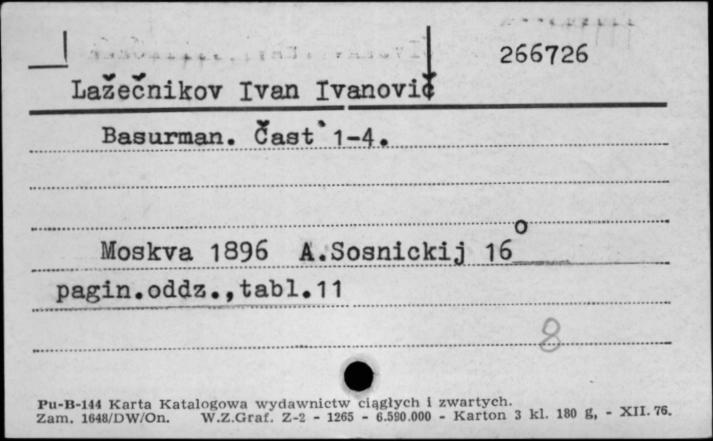 266726
Lažečnikov Ivan Ivanovič
Basurman. Čast` 1-4.
Moskva 1896 A.Sosnickij 16°
pagin.oddz.,tabl.11
8
Pu-B-144 Karta Katalogowa wydawnictw ciągłych i zwartych.
Zam. 1648/DW/On. W.Z.Graf. Z-2 - 1265 - 6.580.000 - Karton 3 kl. 180 g, - XII. 76.